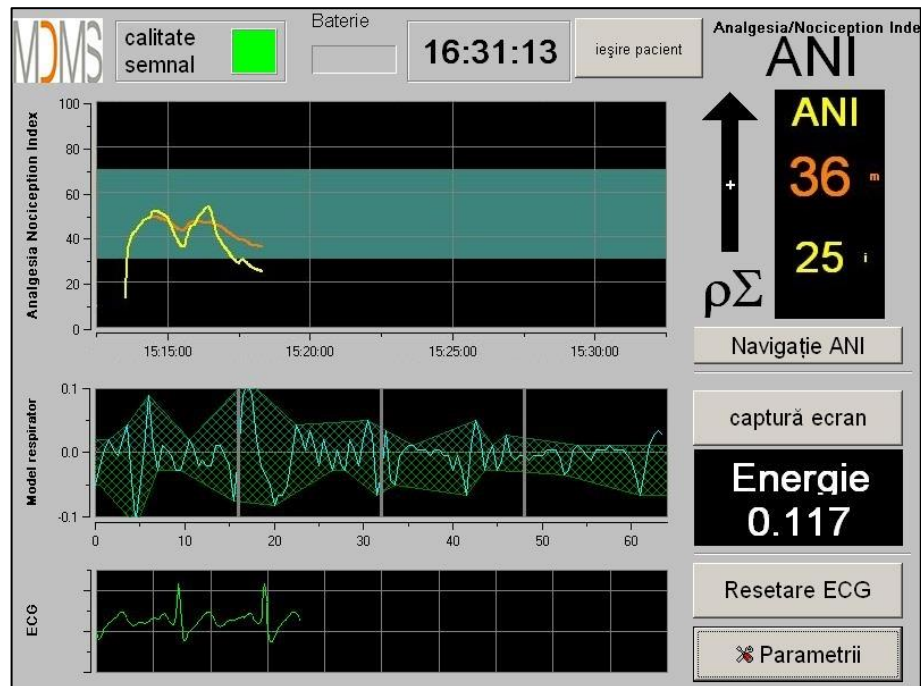 MDMS
calitate
semnal
Baterie
16:31:13
ieşire pacient
Analgesia/Nociception Inde
ANI
Analgesia Nociception Index
100
80
60
40
20
0
15:15:00
15:20:00
15:25:00
15:30:00
+
ρΣ
ANI
36 m
25 i
Navigație ANI
Model respirator
0.1
0.0
-0.1
0
10
20
30
40
50
60
captură ecran
Energie
0.117
ECG
Resetare ECG
Parametrii